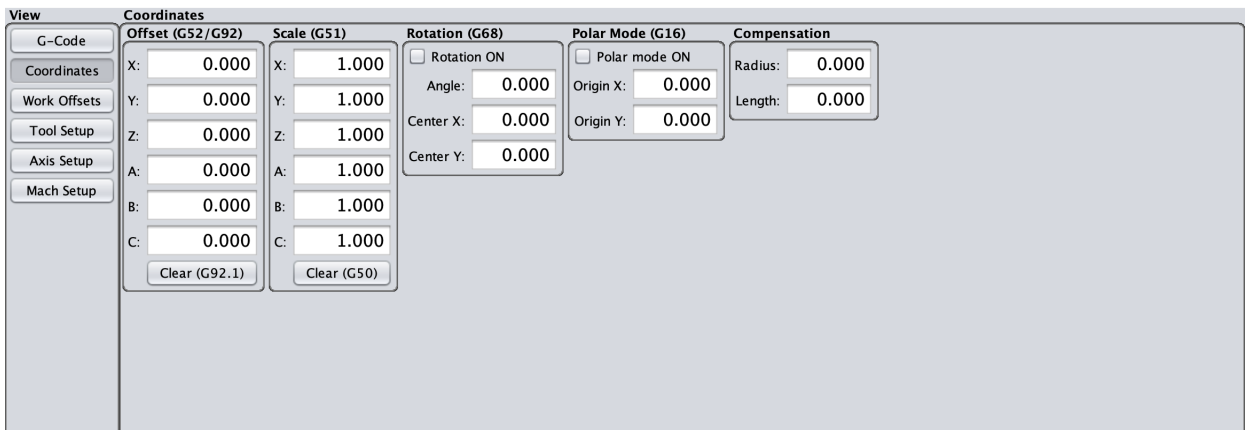 View
G-Code
Coordinates
Work Offsets
Tool Setup
Axis Setup
Mach Setup
Coordinates
Offset (G52/G92)
X: 0.000
Y: 0.000
Z: 0.000
A: 0.000
B: 0.000
C: 0.000
Clear (G92.1)
Scale (G51)
X: 1.000
Y: 1.000
Z: 1.000
A: 1.000
B: 1.000
C: 1.000
Clear (G50)
Rotation (G68)
Rotation ON
Angle: 0.000
Center X: 0.000
Center Y: 0.000
Polar Mode (G16)
Polar mode ON
Origin X: 0.000
Origin Y: 0.000
Compensation
Radius: 0.000
Length: 0.000